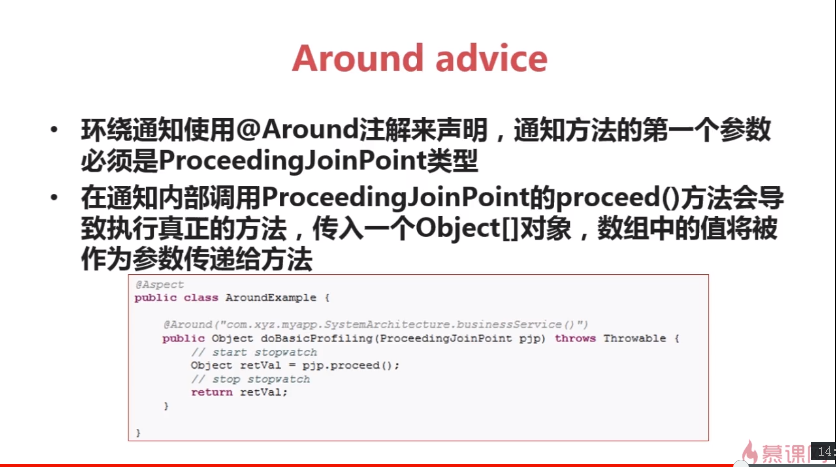 Around advice
• 环绕通知使用@Around注解来声明，通知方法的第一个参数
必须是ProceedingJoinPoint类型
• 在通知内部调用ProceedingJoinPoint的proceed()方法会导
致执行真正的方法，传入一个Object[]对象，数组中的值将被
作为参数传递给方法
@Aspect
public class AroundExample {
@Around("com.xyz.myapp.SystemArchitecture.businessService()")
public Object doBasicProfiling(ProceedingJoinPoint pjp) throws Throwable {
// start stopwatch
Object retVal = pjp.proceed();
// stop stopwatch
return retVal;
}
}
慕课
14: